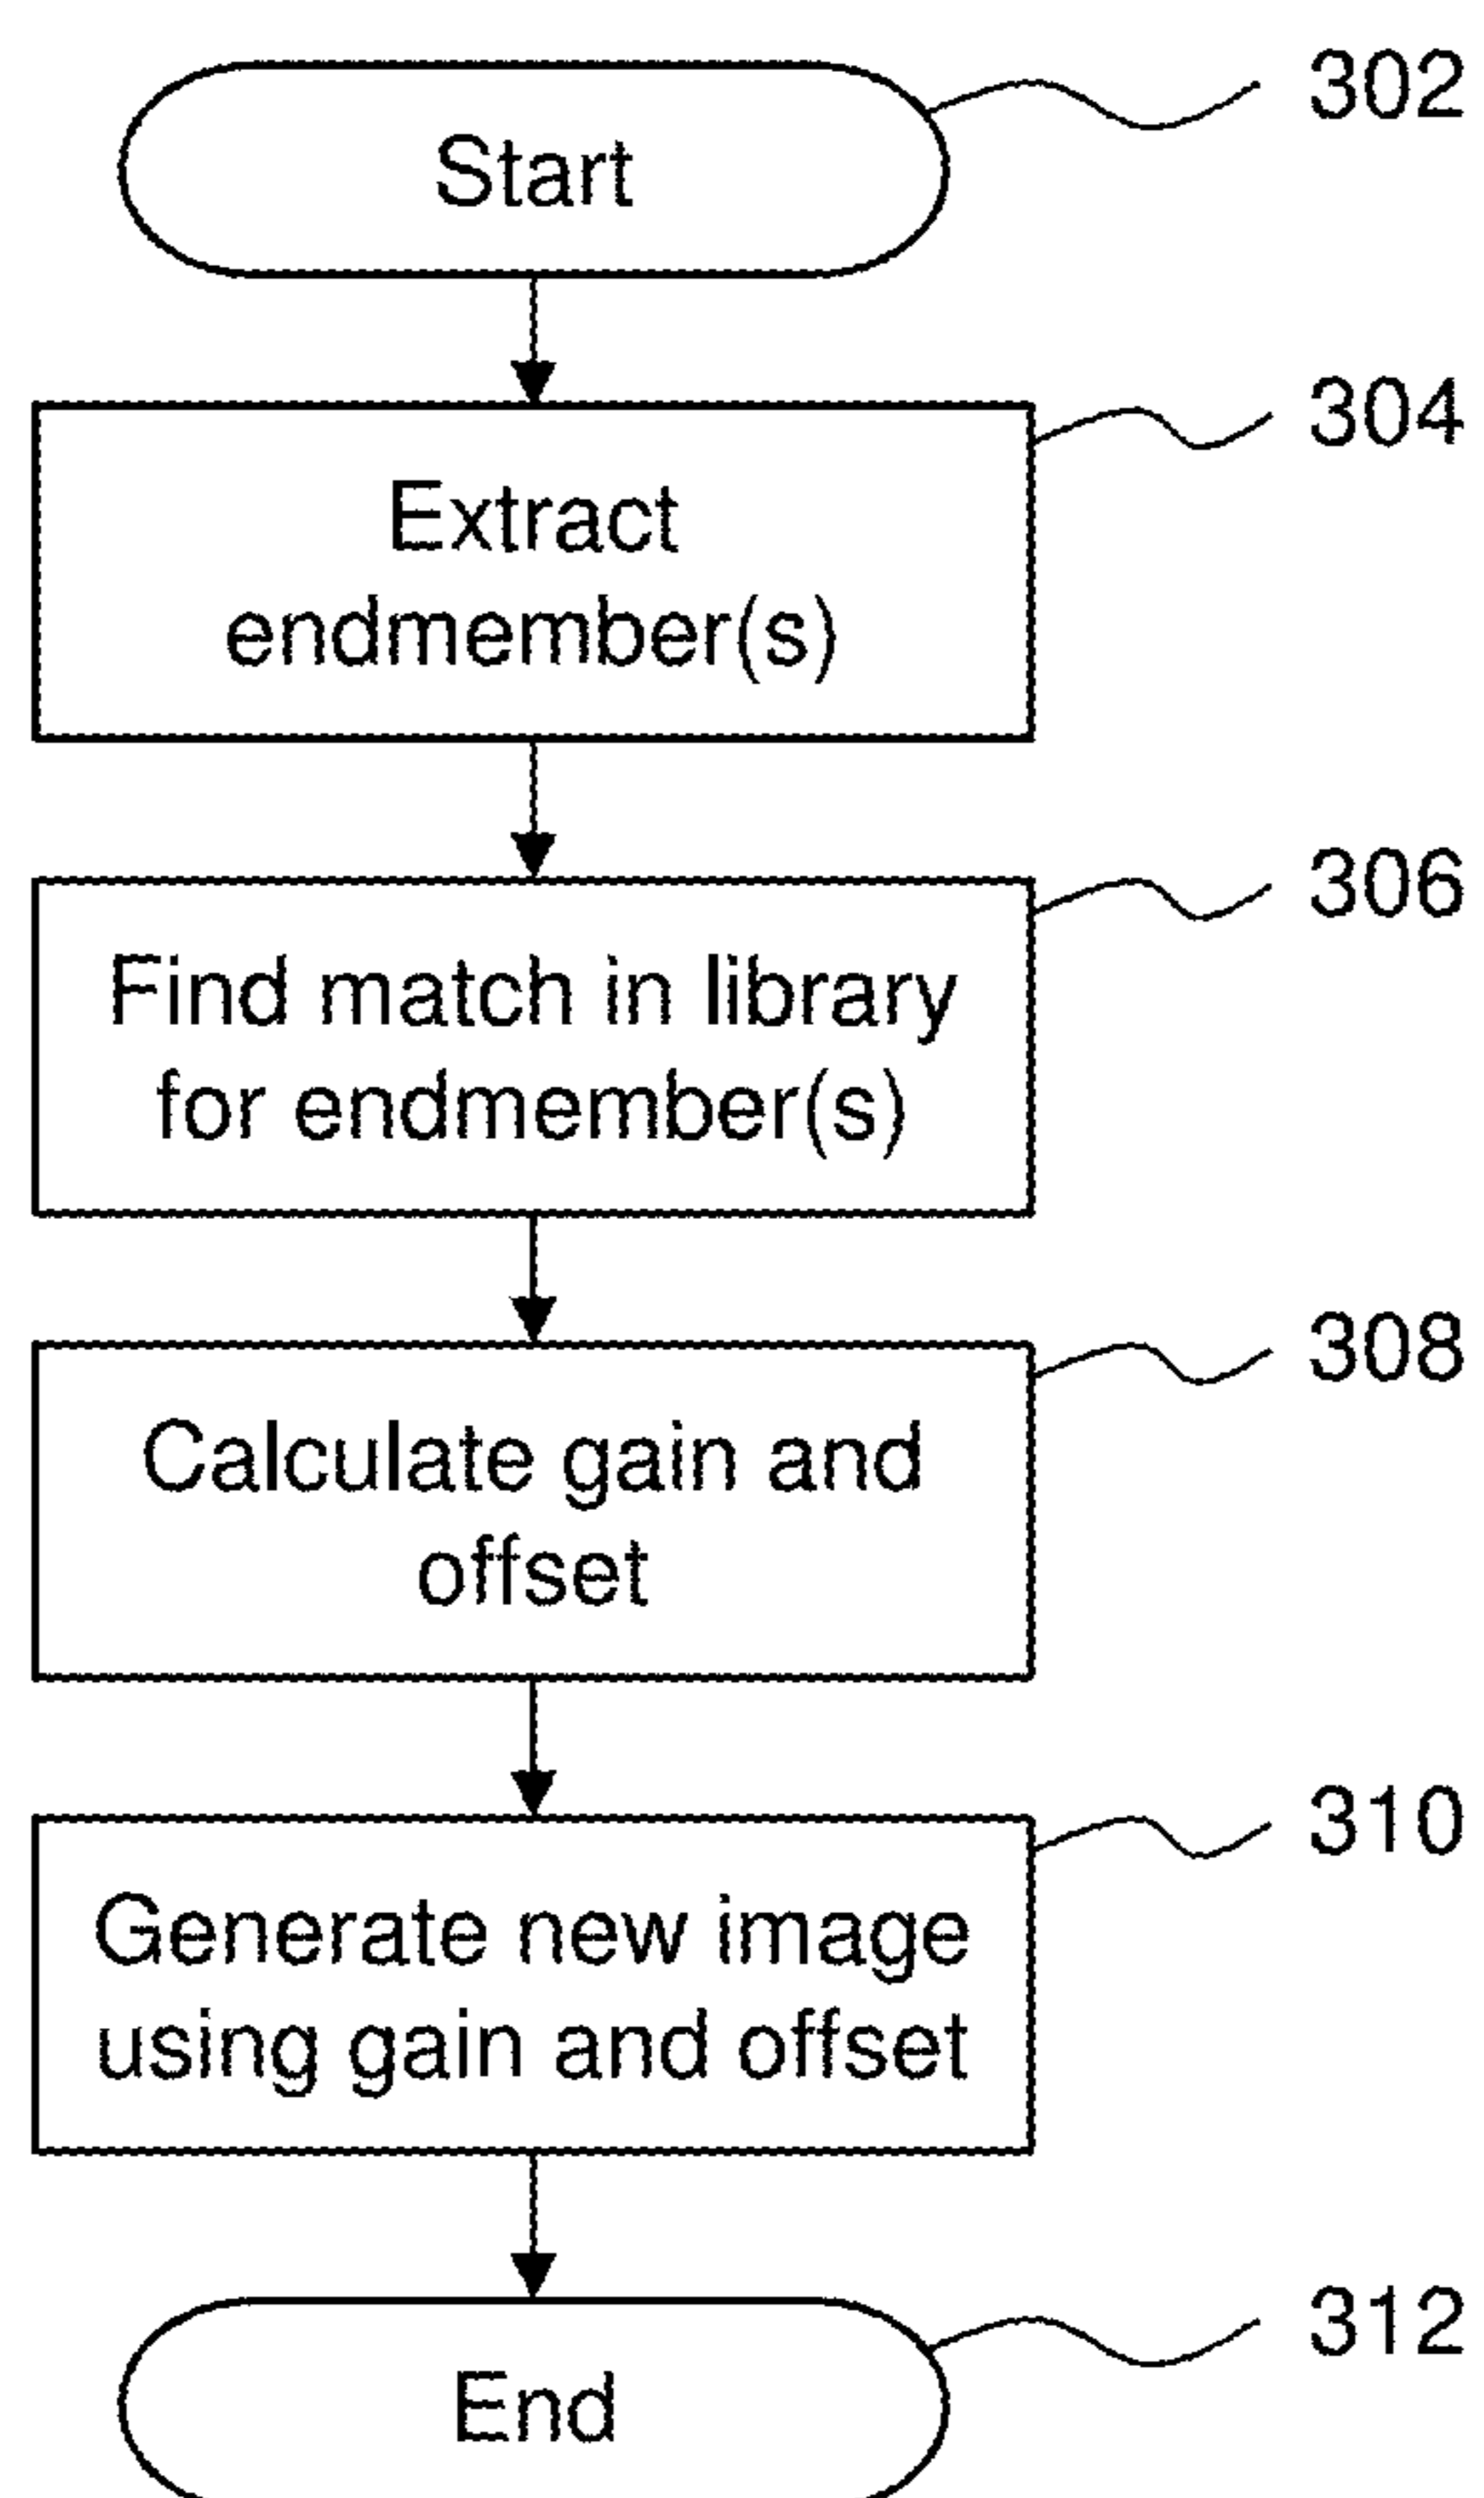 302
Start
304
Extract
endmember(s)
306
Find match in library
for endmember(s)
308
Calculate gain and
offset
310
Generate new image
using gain and offset
312
End